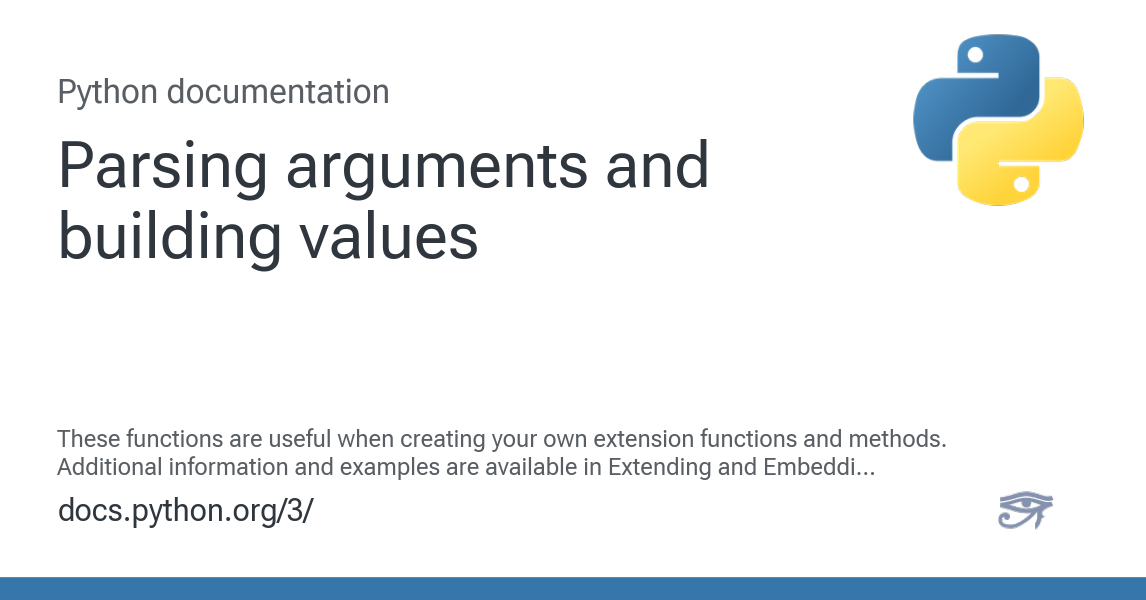 Python documentation
Parsing arguments and
building values
These functions are useful when creating your own extension functions and methods.
Additional information and examples are available in Extending and Embeddi...
docs.python.org/3/